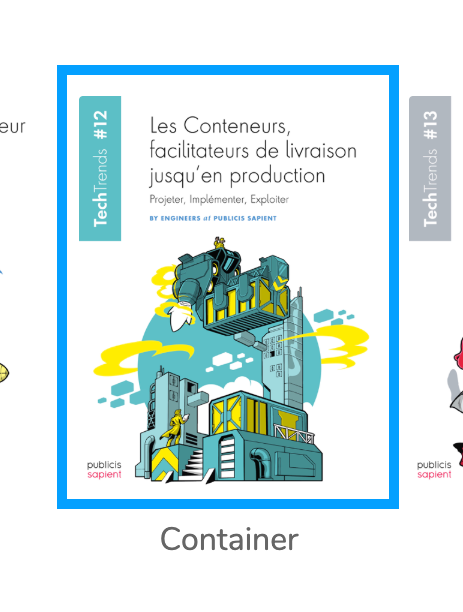 eur
TechTrends #12
Les Conteneurs,
facilitateurs de livraison
jusqu'en production
Projeter, Implémenter, Exploiter
BY ENGINEERS of PUBLICIS SAPIENT
publicis
sapient
TechTrends #13
publicis
sapient
Container